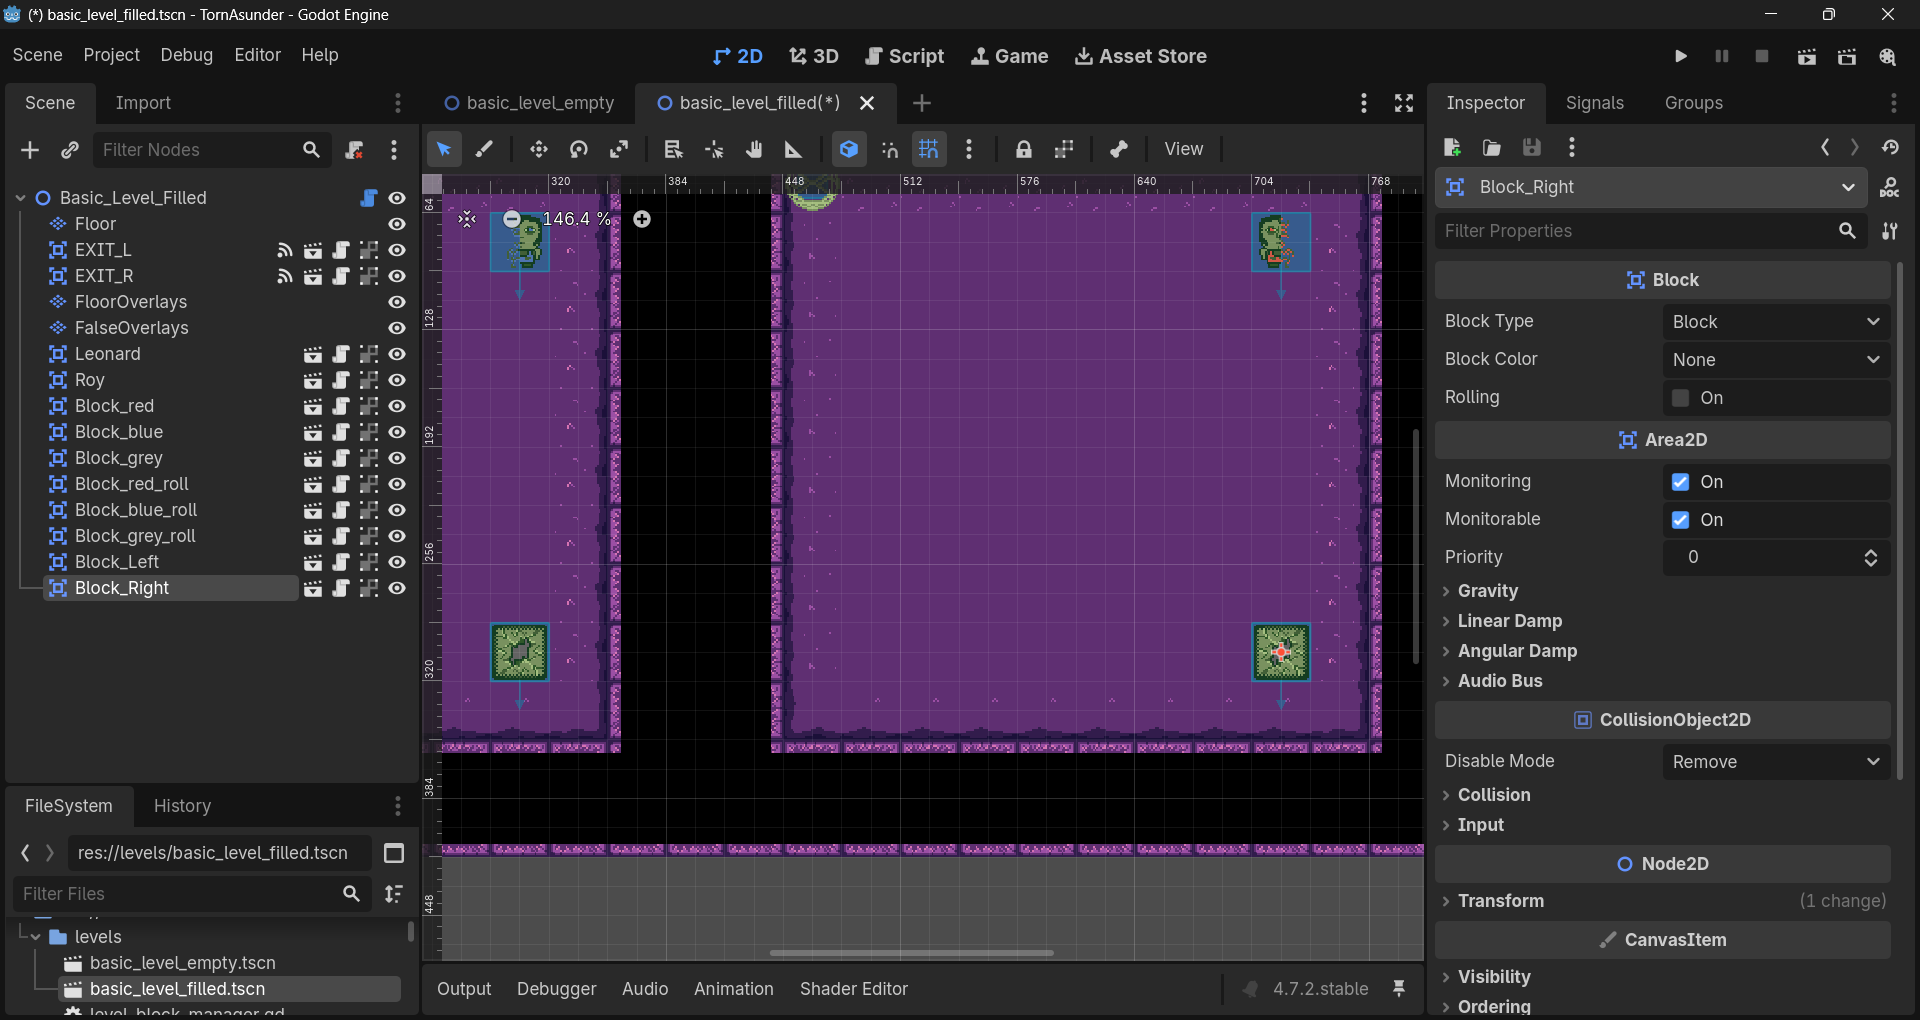 (*) basic_level_filled.tscn - TornAsunder - Godot Engine
Scene Project Debug Editor Help
2D 3D Script Game Asset Store
Scene Import
basic_level_empty basic_level_filled(*)
Inspector Signals Groups
Filter Nodes
View
Block_Right
Filter Properties
Basic_Level_Filled
Floor
EXIT_L
EXIT_R
FloorOverlays
FalseOverlays
Leonard
Roy
Block_red
Block_blue
Block_grey
Block_red_roll
Block_blue_roll
Block_grey_roll
Block_Left
Block_Right
320 384 448 512 576 640 704 768
64
128
192
256
320
384
448
146.4 %
Block
Block Type Block
Block Color None
Rolling On
Area2D
Monitoring On
Monitorable On
Priority 0
Gravity
Linear Damp
Angular Damp
Audio Bus
CollisionObject2D
Disable Mode Remove
Collision
Input
Node2D
Transform (1 change)
CanvasItem
Visibility
Ordering
FileSystem History
res://levels/basic_level_filled.tscn
Filter Files
levels
basic_level_empty.tscn
basic_level_filled.tscn
level_block_manager.gd
Output Debugger Audio Animation Shader Editor
4.7.2.stable